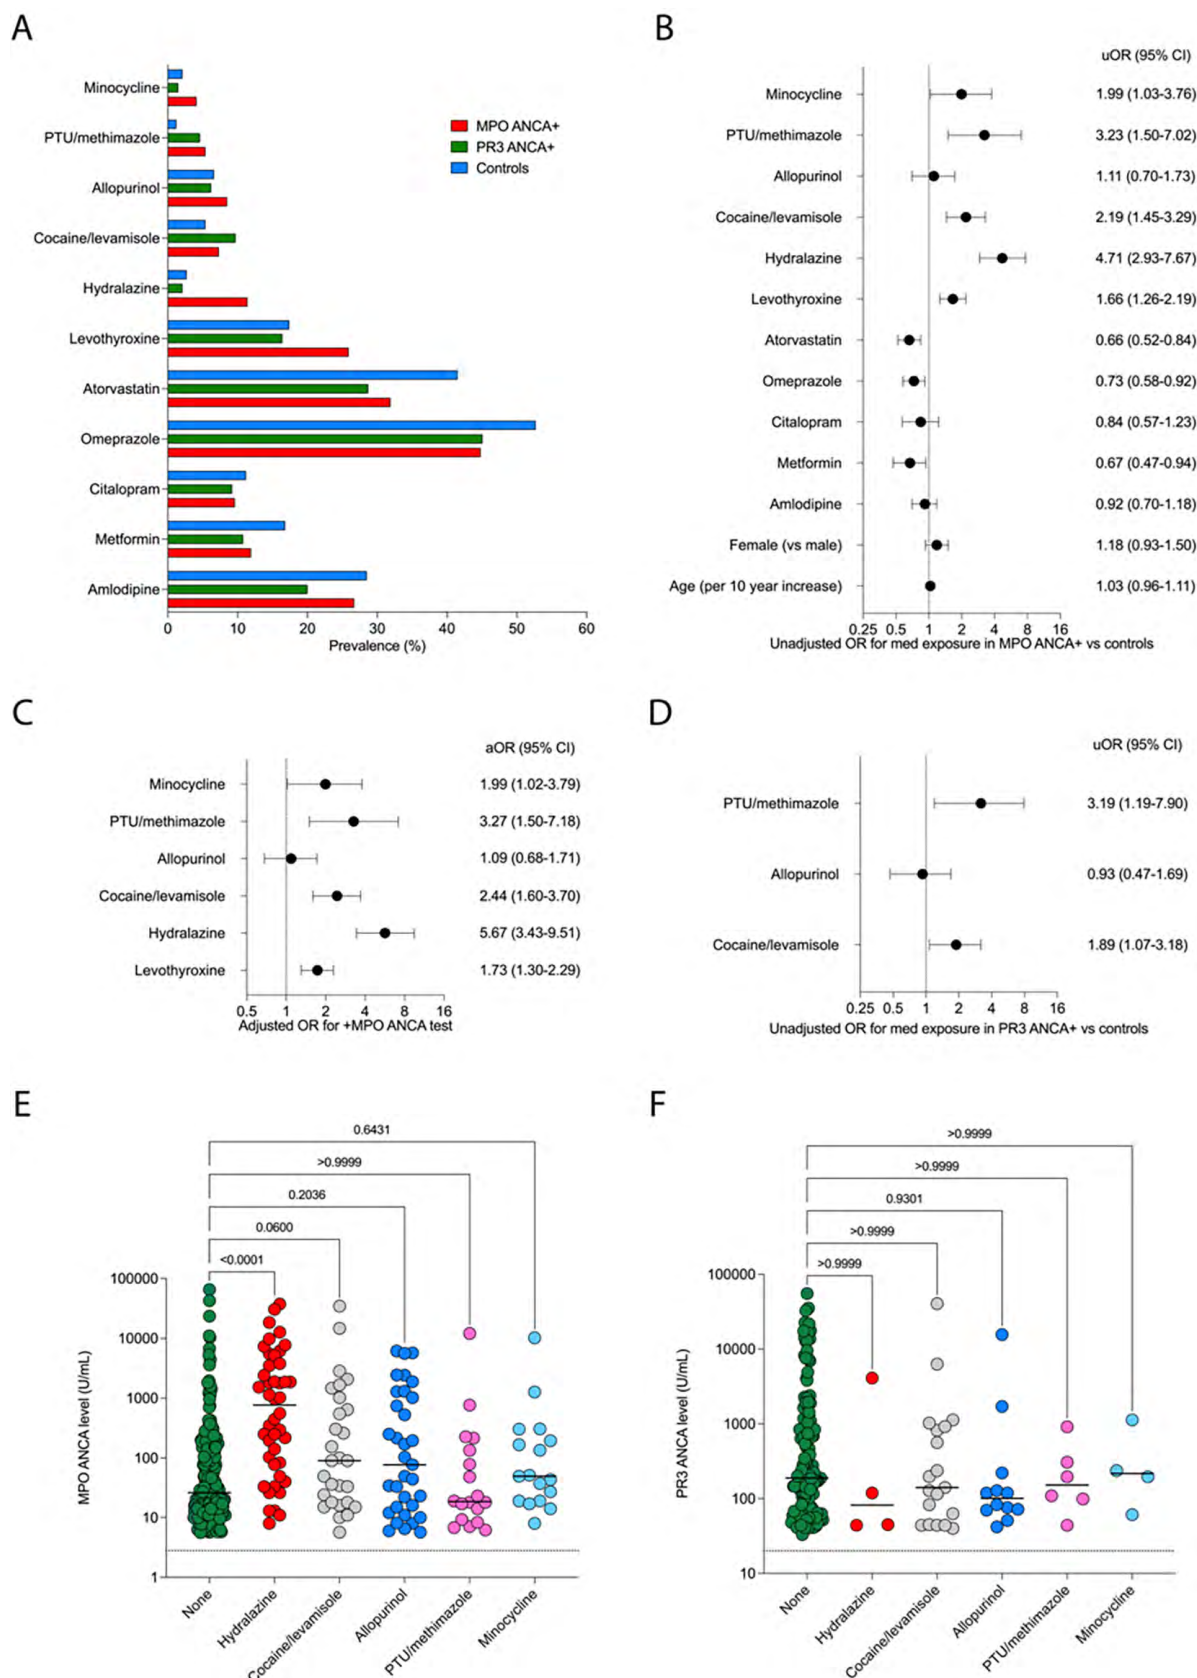 A
Minocycline
PTU/methimazole
Allopurinol
Cocaine/levamisole
Hydralazine
Levothyroxine
Atorvastatin
Omeprazole
Citalopram
Metformin
Amlodipine
MPO ANCA+
PR3 ANCA+
Controls
0 10 20 30 40 50 60
Prevalence (%)
B
uOR (95% CI)
Minocycline 1.99 (1.03-3.76)
PTU/methimazole 3.23 (1.50-7.02)
Allopurinol 1.11 (0.70-1.73)
Cocaine/levamisole 2.19 (1.45-3.29)
Hydralazine 4.71 (2.93-7.67)
Levothyroxine 1.66 (1.26-2.19)
Atorvastatin 0.66 (0.52-0.84)
Omeprazole 0.73 (0.58-0.92)
Citalopram 0.84 (0.57-1.23)
Metformin 0.67 (0.47-0.94)
Amlodipine 0.92 (0.70-1.18)
Female (vs male) 1.18 (0.93-1.50)
Age (per 10 year increase) 1.03 (0.96-1.11)
0.25 0.5 1 2 4 8 16
Unadjusted OR for med exposure in MPO ANCA+ vs controls
C
aOR (95% CI)
Minocycline 1.99 (1.02-3.79)
PTU/methimazole 3.27 (1.50-7.18)
Allopurinol 1.09 (0.68-1.71)
Cocaine/levamisole 2.44 (1.60-3.70)
Hydralazine 5.67 (3.43-9.51)
Levothyroxine 1.73 (1.30-2.29)
0.5 1 2 4 8 16
Adjusted OR for +MPO ANCA test
D
uOR (95% CI)
PTU/methimazole 3.19 (1.19-7.90)
Allopurinol 0.93 (0.47-1.69)
Cocaine/levamisole 1.89 (1.07-3.18)
0.25 0.5 1 2 4 8 16
Unadjusted OR for med exposure in PR3 ANCA+ vs controls
E
0.6431
>0.9999
0.2036
0.0600
<0.0001
100000
10000
1000
100
10
1
MPO ANCA level (U/mL)
None
Hydralazine
Cocaine/levamisole
Allopurinol
PTU/methimazole
Minocycline
F
>0.9999
>0.9999
0.9301
>0.9999
>0.9999
100000
10000
1000
100
10
PR3 ANCA level (U/mL)
None
Hydralazine
Cocaine/levamisole
Allopurinol
PTU/methimazole
Minocycline